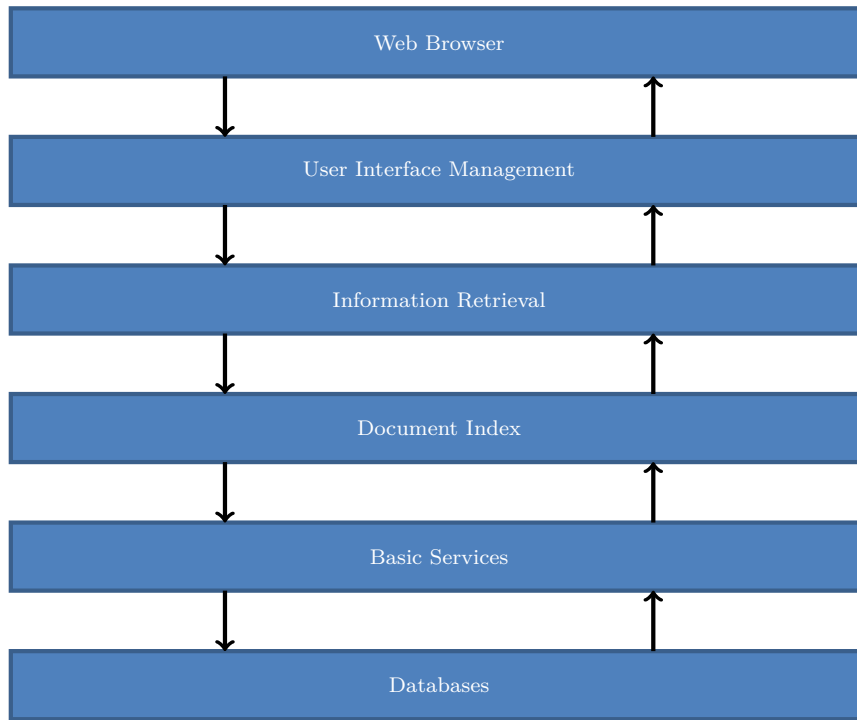 Web Browser
User Interface Management
Information Retrieval
Document Index
Basic Services
Databases